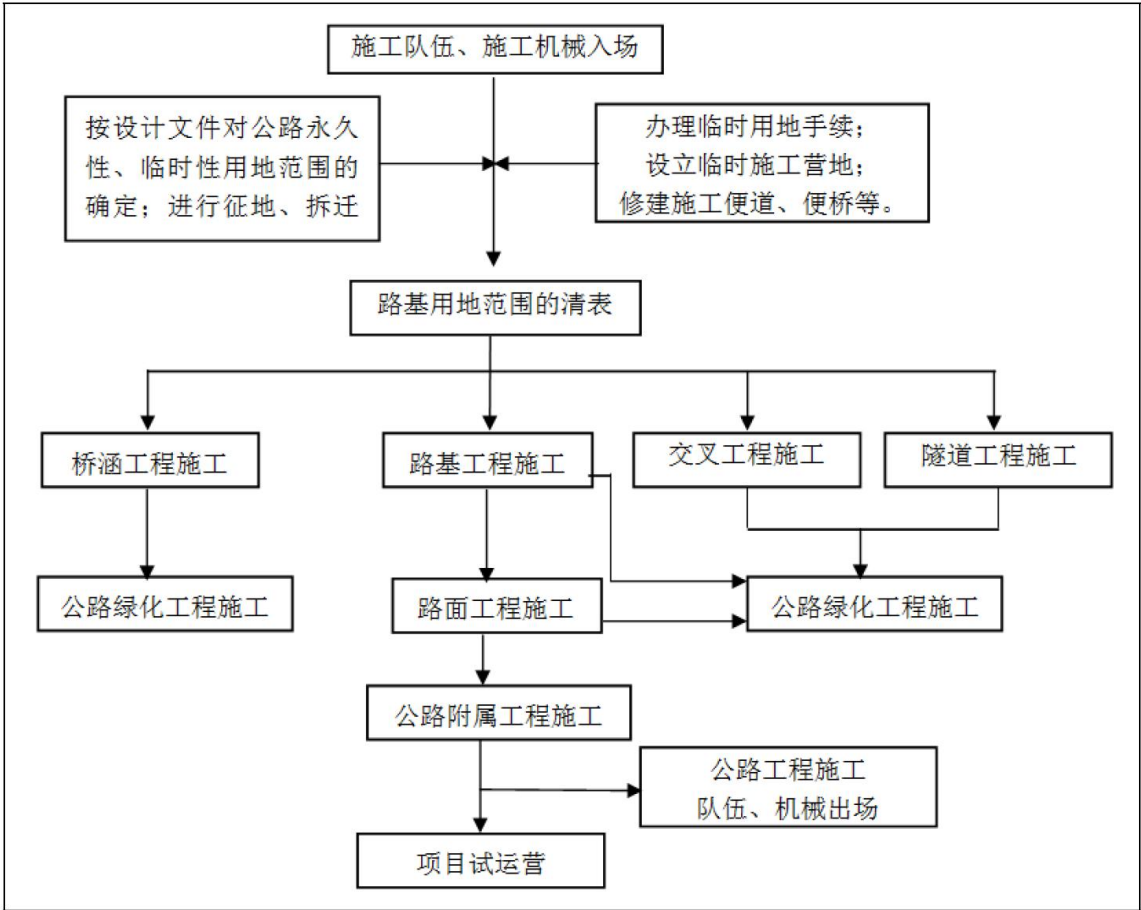 施工队伍、施工机械入场
按设计文件对公路永久
性、临时性用地范围的
确定；进行征地、拆迁
办理临时用地手续；
设立临时施工营地；
修建施工便道、便桥等。
路基用地范围的清表
桥涵工程施工
路基工程施工
交叉工程施工
隧道工程施工
公路绿化工程施工
路面工程施工
公路绿化工程施工
公路附属工程施工
公路工程施工
队伍、机械出场
项目试运营